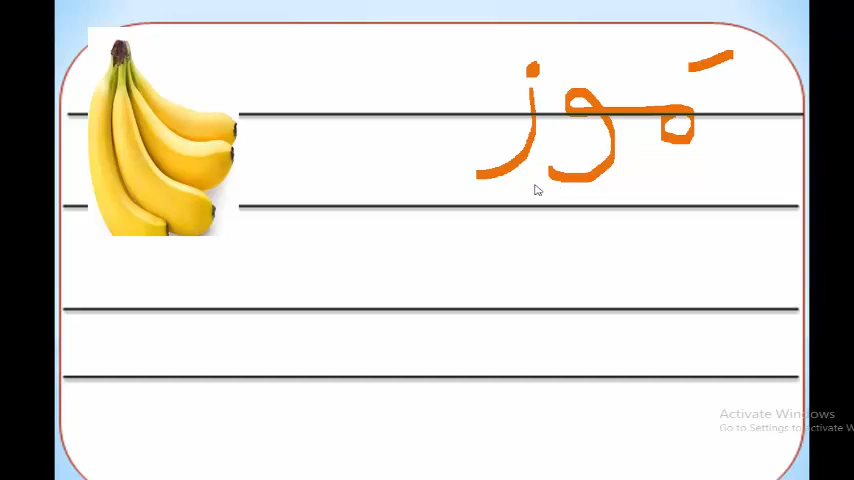 مَوز
Activate Windows
Go to Settings to activate W